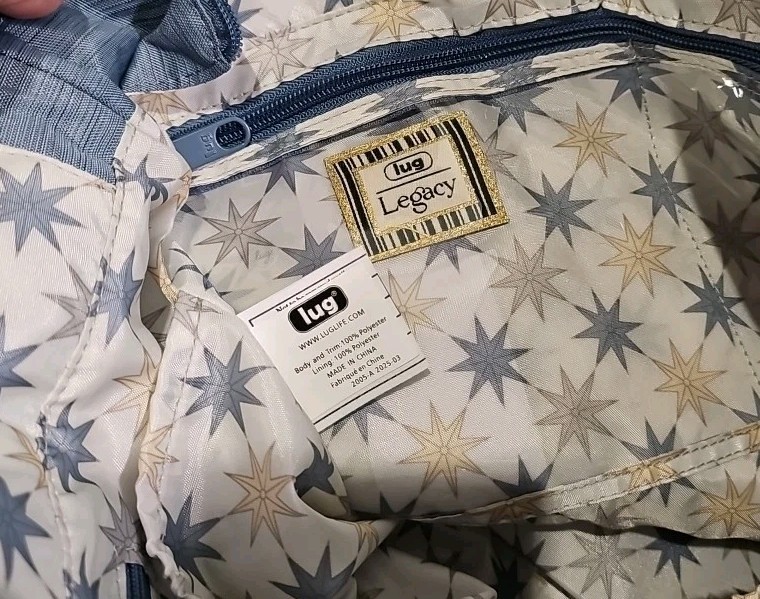 lug
Legacy
lug®
WWW.LUGLIFE.COM
Body and Trim:100% Polyester
Lining: 100% Polyester
MADE IN CHINA
Fabriqué en Chine
2005-A 2025.03